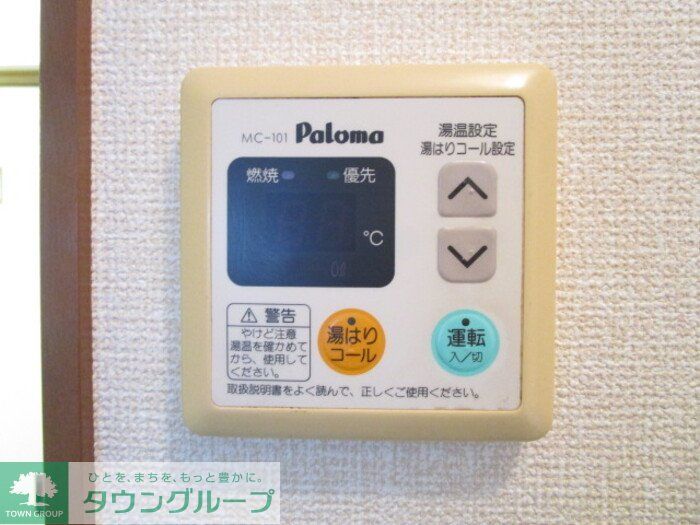 MC-101 Paloma
湯温設定
湯はりコール設定
燃焼 優先
℃
警告
やけど注意
湯温を確かめて
から、使用して
ください。
湯はり
コール
運転
入/切
取扱説明書をよく読んで、正しくご使用ください。
ひとを、まちを、もっと豊かに。
タウングループ
TOWN GROUP